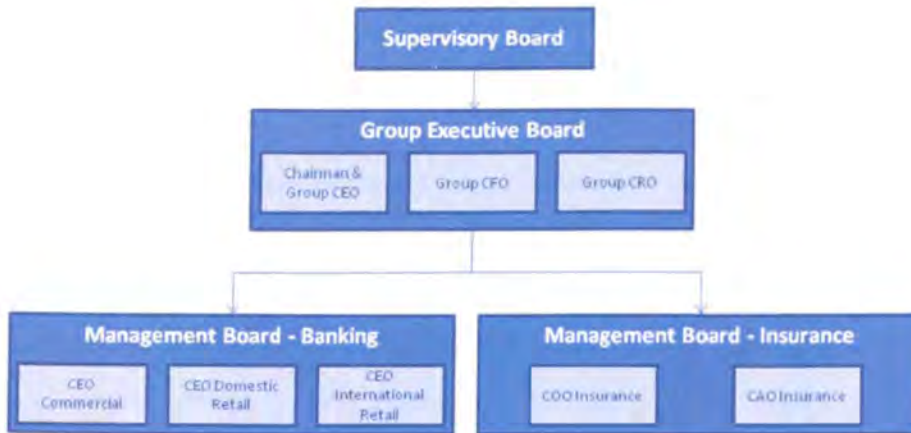 Supervisory Board
Group Executive Board
Chairman &
Group CEO
Group CFO
Group CRO
Management Board - Banking
CEO
Commercial
CEO Domestic
Retail
CEO
International
Retail
Management Board - Insurance
COO Insurance
CAO Insurance